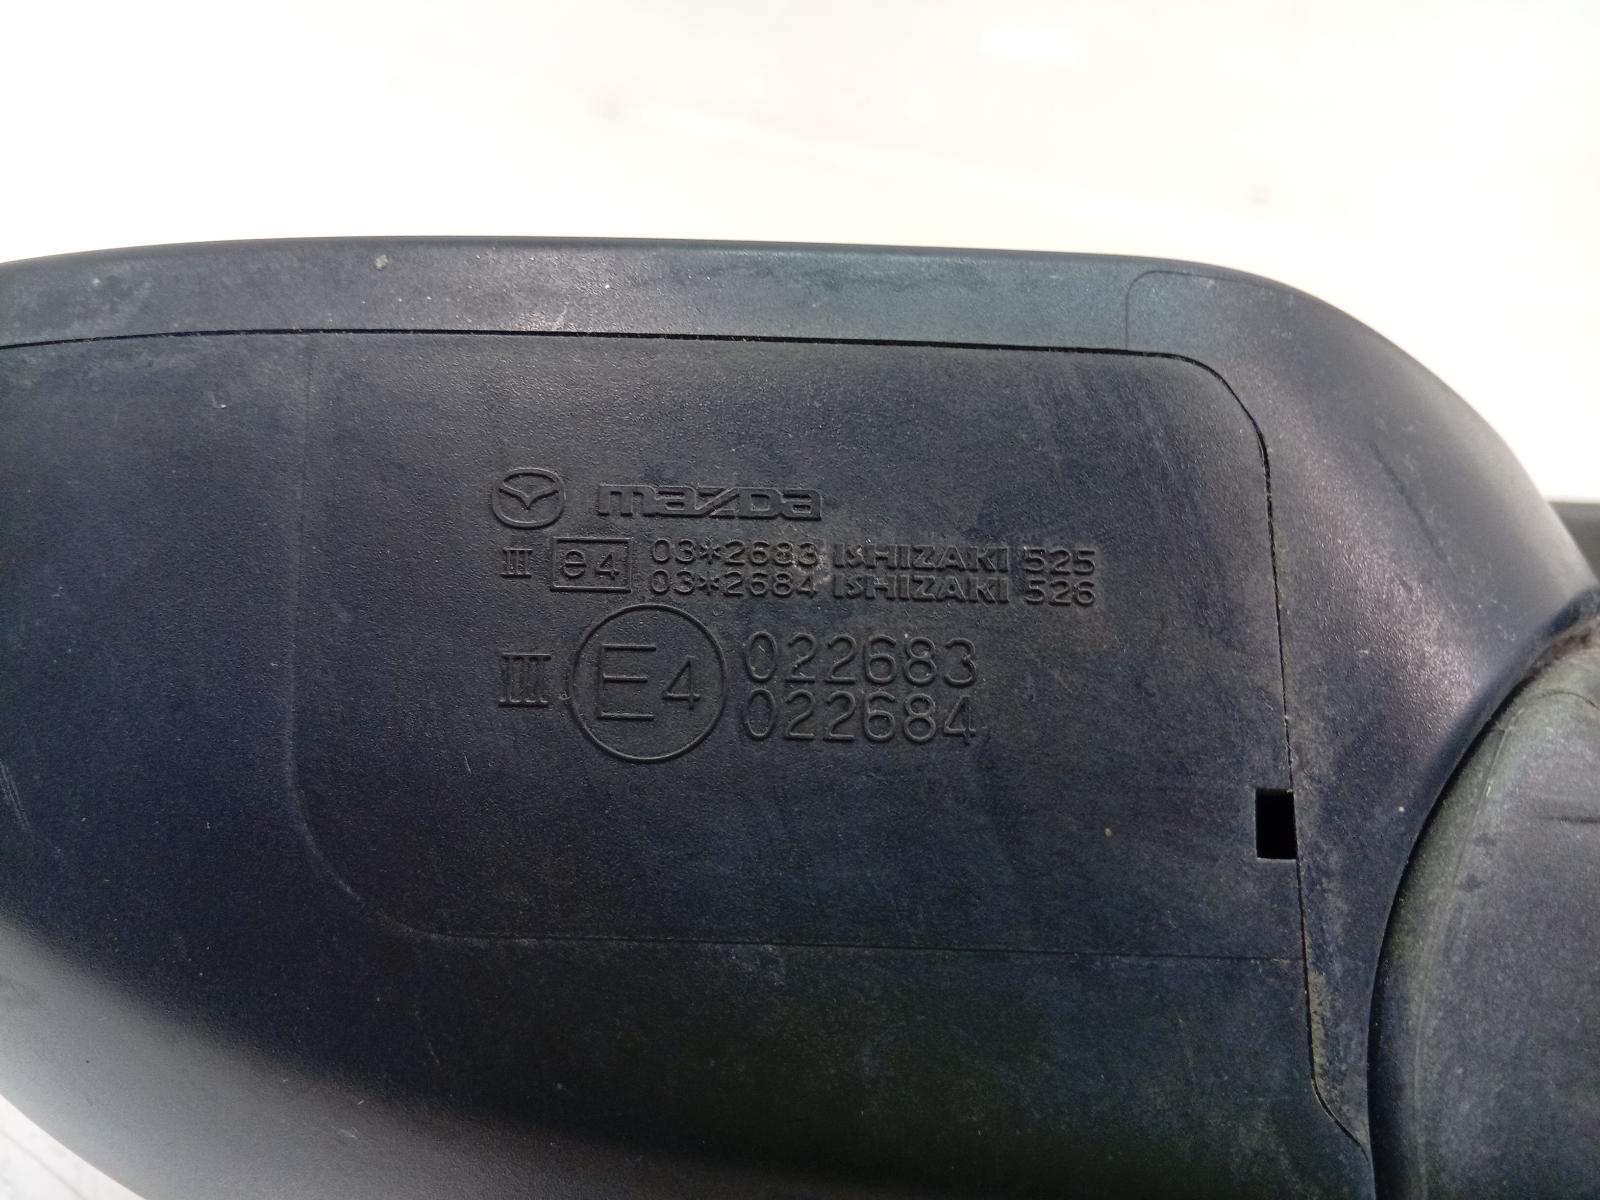 mazda
III e4 03*2683 ISHIZAKI 525
03*2684 ISHIZAKI 526
III E4 022683
022684